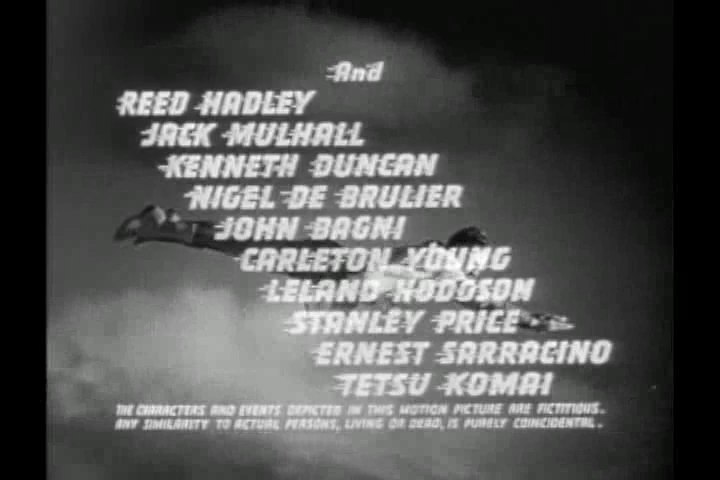 And
REED HADLEY
JACK MULHALL
KENNETH DUNCAN
NIGEL DE BRULIER
JOHN BAGNI
CARLETON YOUNG
LELAND HODGSON
STANLEY PRICE
ERNEST SARRACINO
TETSU KOMAI
THE CHARACTERS AND EVENTS DEPICTED IN THIS MOTION PICTURE ARE FICTITIOUS.
ANY SIMILARITY TO ACTUAL PERSONS, LIVING OR DEAD, IS PURELY COINCIDENTAL.